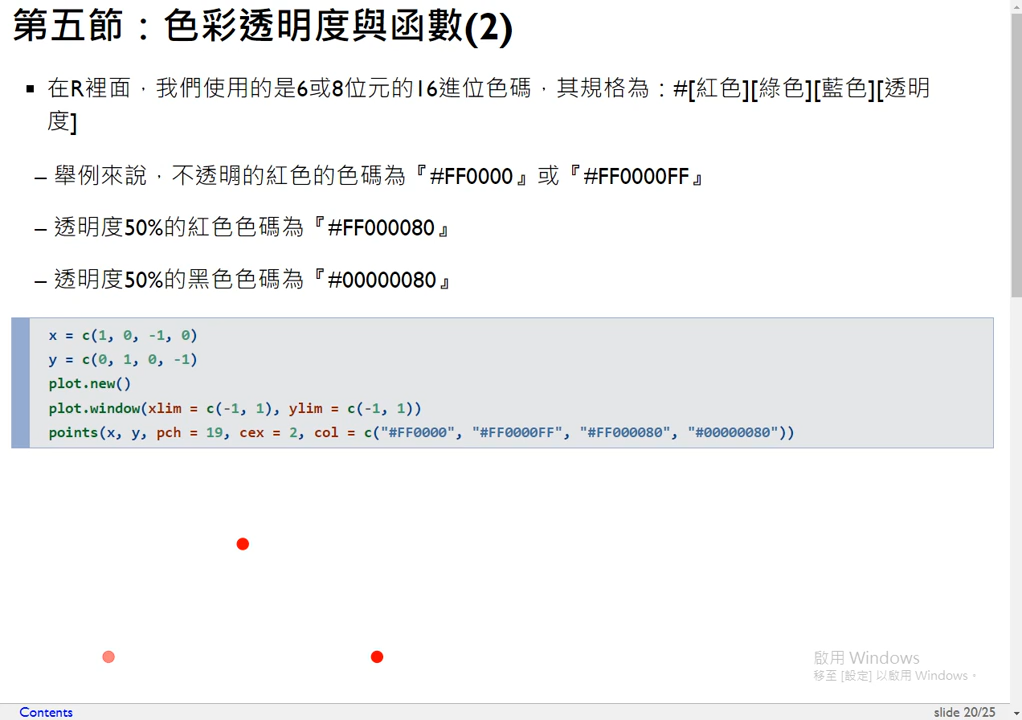 第五節：色彩透明度與函數(2)
在R裡面，我們使用的是6或8位元的16進位色碼，其規格為：#[紅色][綠色][藍色][透明
度]
– 舉例來說，不透明的紅色的色碼為『#FF0000』或『#FF0000FF』
– 透明度50%的紅色色碼為『#FF000080』
– 透明度50%的黑色色碼為『#00000080』
x = c(1, 0, -1, 0)
y = c(0, 1, 0, -1)
plot.new()
plot.window(xlim = c(-1, 1), ylim = c(-1, 1))
points(x, y, pch = 19, cex = 2, col = c("#FF0000", "#FF0000FF", "#FF000080", "#00000080"))
啟用 Windows
移至 [設定] 以啟用 Windows。
Contents
slide 20/25